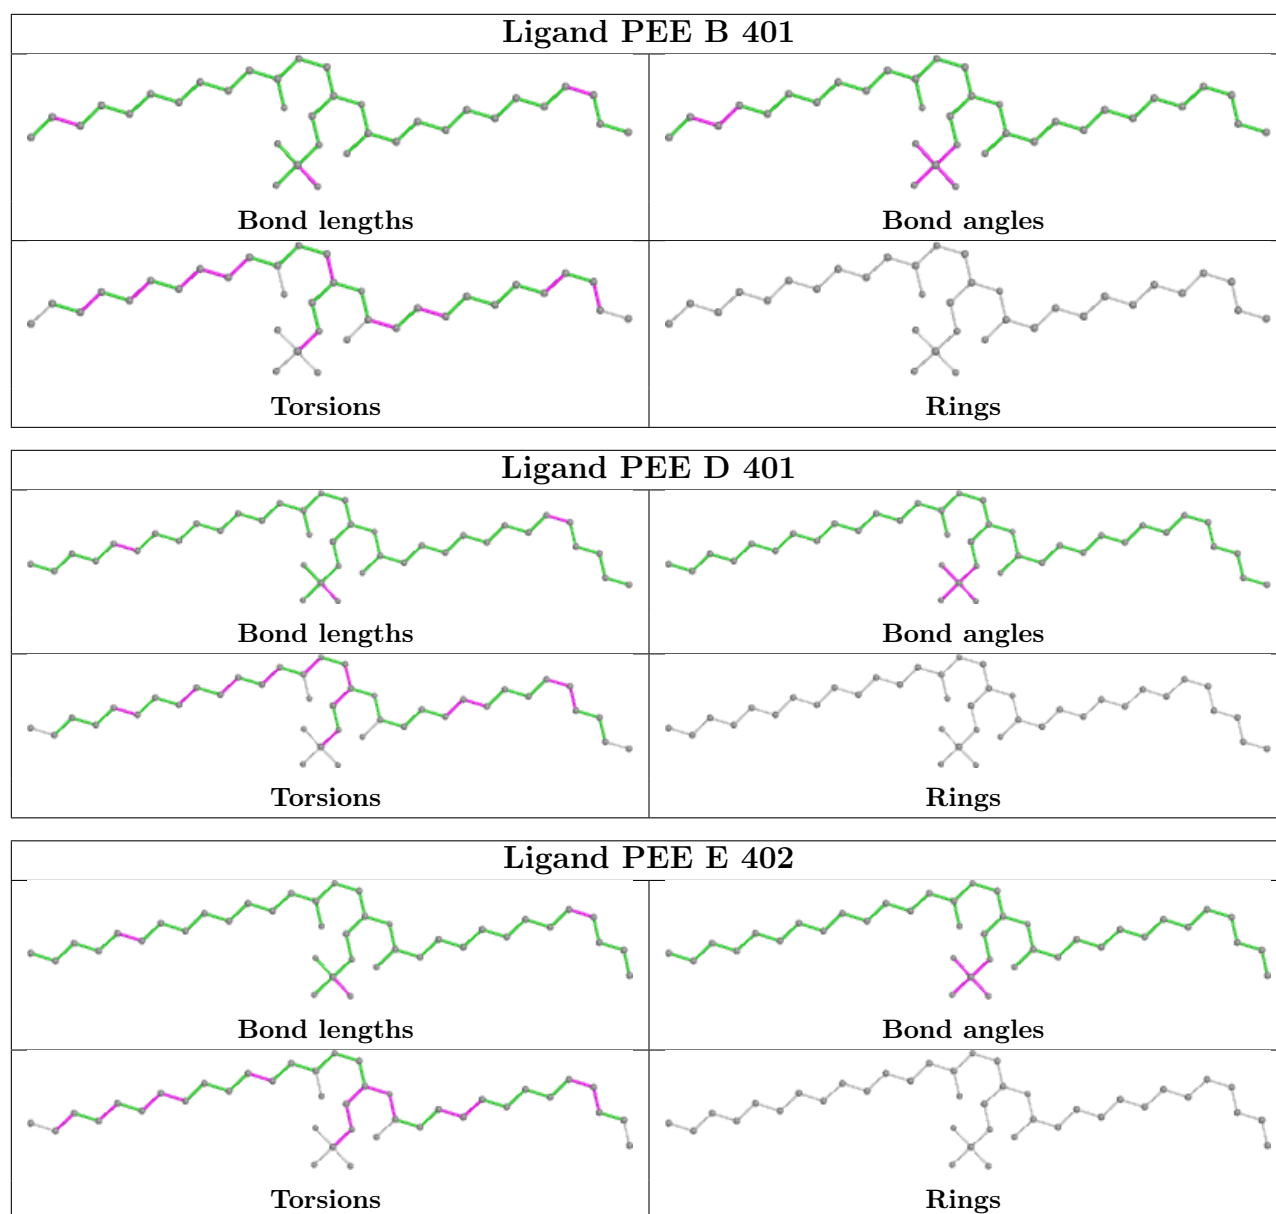 Ligand PEE B 401
Bond lengths
Bond angles
Torsions
Rings
Ligand PEE D 401
Bond lengths
Bond angles
Torsions
Rings
Ligand PEE E 402
Bond lengths
Bond angles
Torsions
Rings